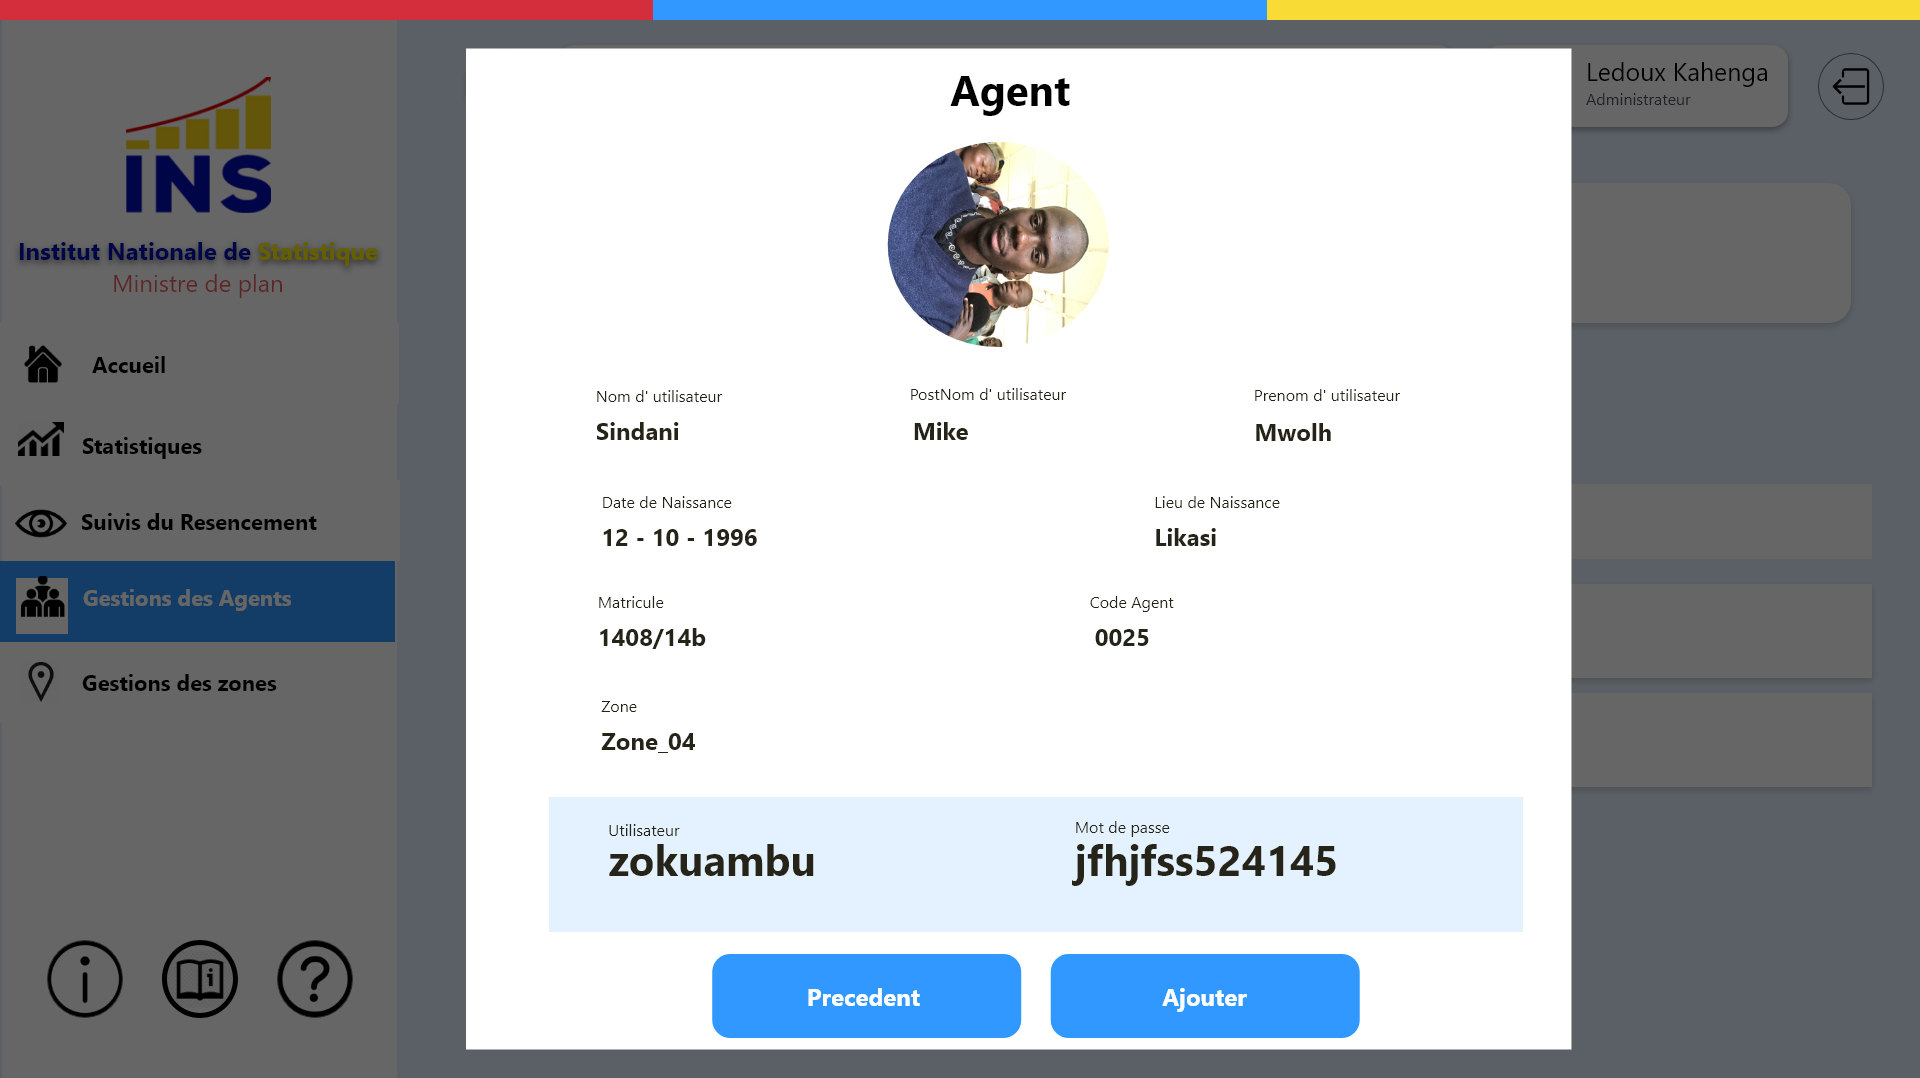 INS
Institut Nationale de Statistique
Ministre de plan
Accueil
Statistiques
Suivis du Resencement
Gestions des Agents
Gestions des zones
Ledoux Kahenga
Administrateur
Agent
Nom d' utilisateur
Sindani
PostNom d' utilisateur
Mike
Prenom d' utilisateur
Mwolh
Date de Naissance
12 - 10 - 1996
Lieu de Naissance
Likasi
Matricule
1408/14b
Code Agent
0025
Zone
Zone_04
Utilisateur
zokuambu
Mot de passe
jfhjfss524145
Precedent
Ajouter